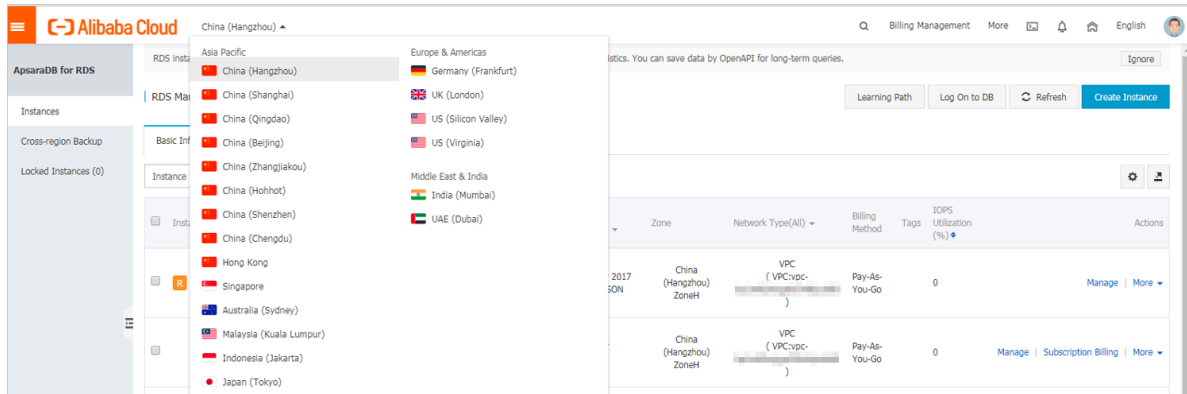 Alibaba Cloud
China (Hangzhou)
Billing Management
More
English
ApsaraDB for RDS
Instances
Cross-region Backup
Locked Instances (0)
RDS
istics. You can save data by OpenAPI for long-term queries.
Ignore
RDS
Learning Path
Log On to DB
Refresh
Create Instance
Basic
Instance
Asia Pacific
China (Hangzhou)
China (Shanghai)
China (Qingdao)
China (Beijing)
China (Zhangjiakou)
China (Hohhot)
China (Shenzhen)
China (Chengdu)
Hong Kong
Singapore
Australia (Sydney)
Malaysia (Kuala Lumpur)
Indonesia (Jakarta)
Japan (Tokyo)
Europe & Americas
Germany (Frankfurt)
UK (London)
US (Silicon Valley)
US (Virginia)
Middle East & India
India (Mumbai)
UAE (Dubai)
Zone
Network Type(All)
Billing
Method
Tags
IOPS
Utilization
(%)
Actions
R
2017
SON
China
(Hangzhou)
ZoneH
VPC
( VPC:vpc-
)
Pay-As-
You-Go
0
Manage | More
China
(Hangzhou)
ZoneH
VPC
( VPC:vpc-
)
Pay-As-
You-Go
0
Manage | Subscription Billing | More